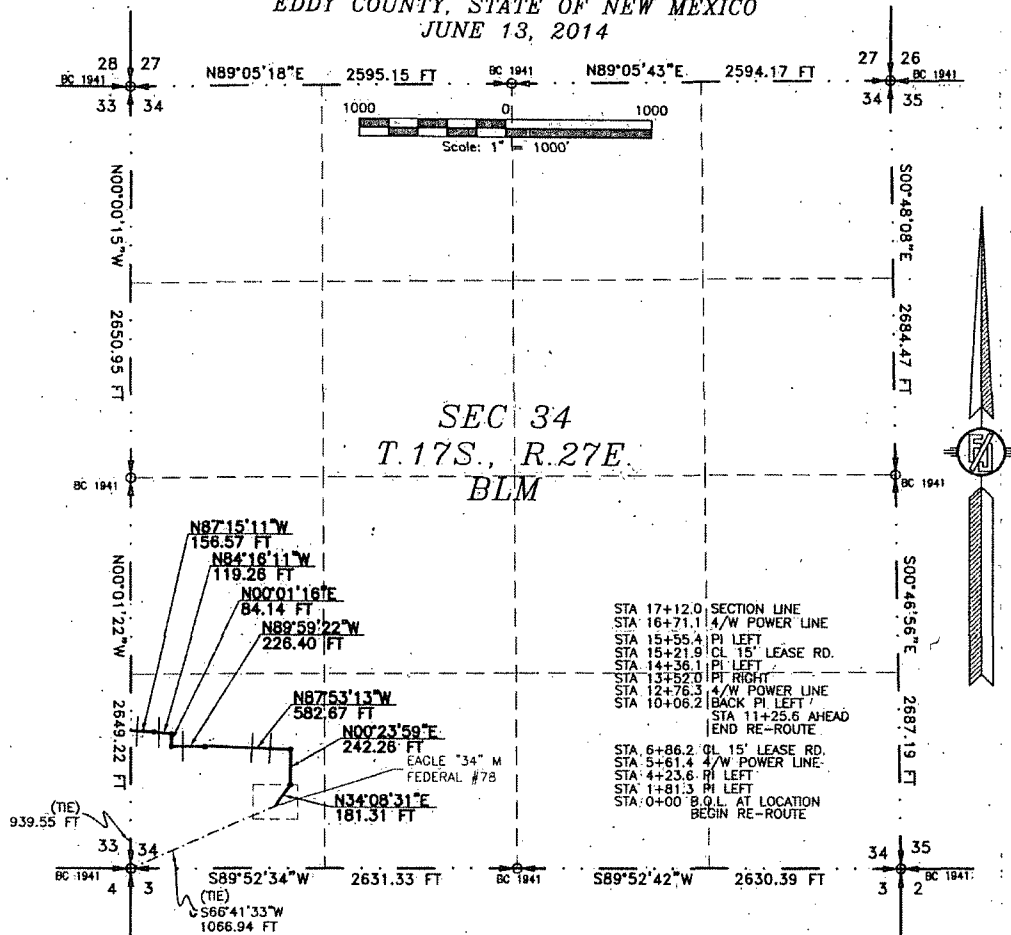 EDDY COUNTY, STATE OF NEW MEXICO
JUNE 13, 2014
28 27
BC 1941
33 34
N89°05'18"E 2595.15 FT
BC 1941
N89°05'43"E 2594.17 FT
27 26
BC 1941
34 35
1000 0 1000
Scale: 1" = 1000'
N00°00'15"W 2650.95 FT
S00°48'08"E 2684.47 FT
SEC 34
T.17S., R.27E.
BLM
BC 1941
BC 1941
N87°15'11"W
156.57 FT
N84°16'11"W
119.26 FT
N00°01'16"E
84.14 FT
N89°59'22"W
226.40 FT
N87°53'13"W
582.67 FT
N00°23'59"E
242.26 FT
EAGLE "34" M
FEDERAL #78
N34°08'31"E
181.31 FT
N00°01'22"W 2649.22 FT
S00°46'56"E 2687.19 FT
STA 17+12.0 SECTION LINE
STA 16+71.1 4/W POWER LINE
STA 15+55.4 PI LEFT
STA 15+21.9 CL 15' LEASE RD.
STA 14+36.1 PI LEFT
STA 13+52.0 PI RIGHT
STA 12+76.3 4/W POWER LINE
STA 10+06.2 BACK PI LEFT
STA 11+25.6 AHEAD
END RE-ROUTE
STA 6+86.2 CL 15' LEASE RD.
STA 5+61.4 4/W POWER LINE
STA 4+23.6 PI LEFT
STA 1+81.3 PI LEFT
STA 0+00 B.O.L. AT LOCATION
BEGIN RE-ROUTE
(TIE)
939.55 FT
33 34
BC 1941
4 3
(TIE)
S66°41'33"W
1066.94 FT
S89°52'34"W 2631.33 FT
BC 1941
S89°52'42"W 2630.39 FT
34 35
BC 1941
3 2